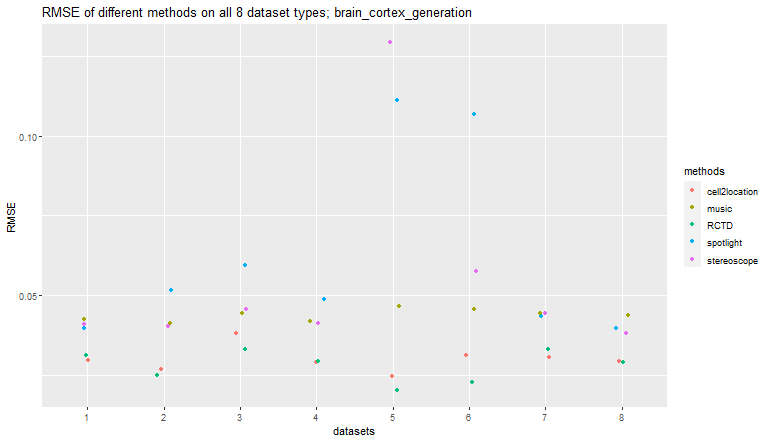 RMSE of different methods on all 8 dataset types; brain_cortex_generation
0.10
0.05
RMSE
1 2 3 4 5 6 7 8
datasets
methods
cell2location
music
RCTD
spotlight
stereoscope